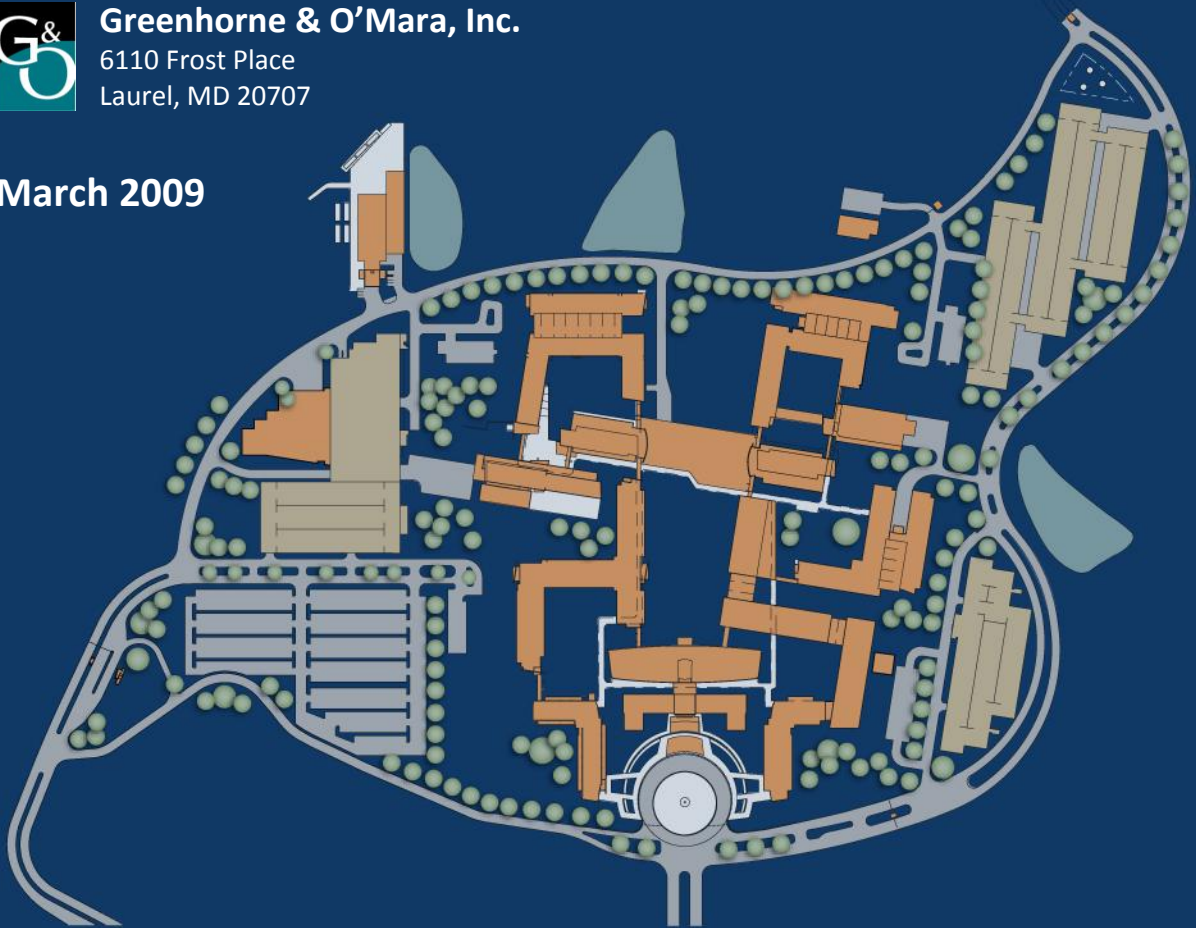 G&O
Greenhorne & O’Mara, Inc.
6110 Frost Place
Laurel, MD 20707
March 2009